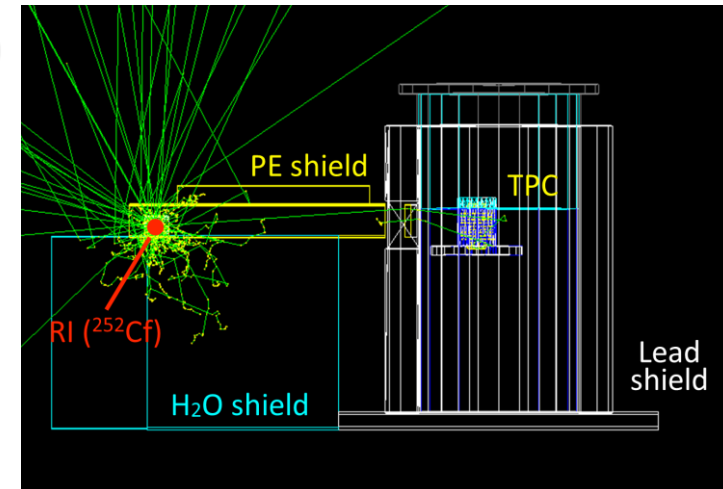 PE shield
TPC
RI (²⁵²Cf)
Lead
shield
H₂O shield